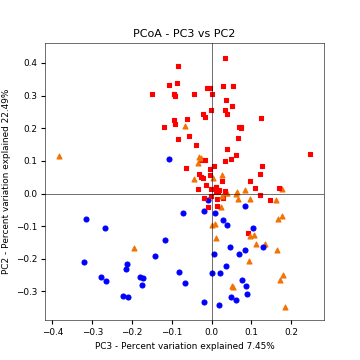 PCoA - PC3 vs PC2
PC2 - Percent variation explained 22.49%
0.4
0.3
0.2
0.1
0.0
−0.1
−0.2
−0.3
−0.4 −0.3 −0.2 −0.1 0.0 0.1 0.2
PC3 - Percent variation explained 7.45%